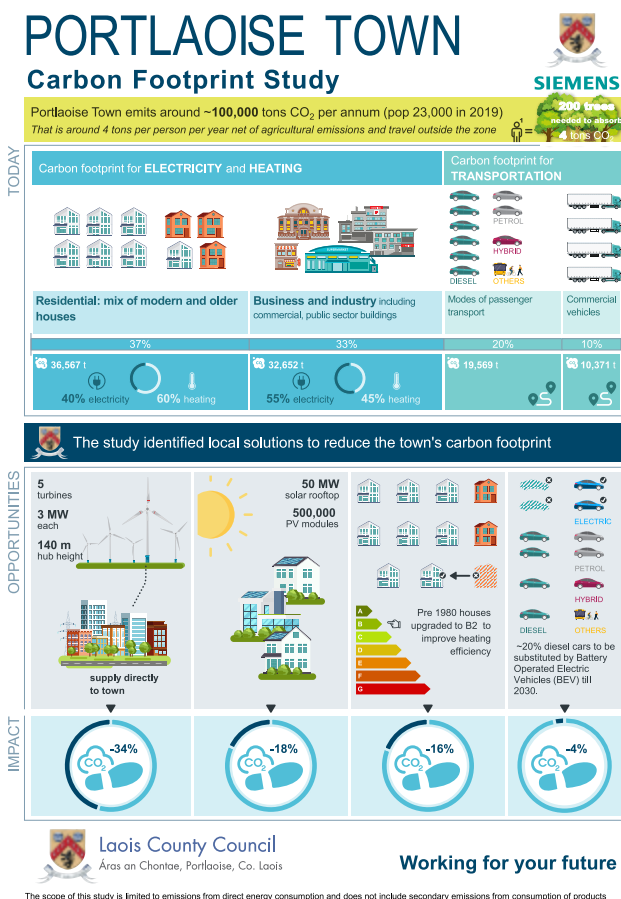 PORTLAOISE TOWN
Carbon Footprint Study
SIEMENS
Portlaoise Town emits around ~100,000 tons CO₂ per annum (pop 23,000 in 2019)
That is around 4 tons per person per year net of agricultural emissions and travel outside the zone
=
200 trees
needed to absorb
4 tons CO₂
TODAY
Carbon footprint for ELECTRICITY and HEATING
Carbon footprint for
TRANSPORTATION
PETROL
HYBRID
DIESEL
OTHERS
Residential: mix of modern and older
houses
Business and industry including
commercial, public sector buildings
Modes of passenger
transport
Commercial
vehicles
37%
33%
20%
10%
36,567 t
40% electricity
60% heating
32,652 t
55% electricity
45% heating
19,569 t
10,371 t
The study identified local solutions to reduce the town's carbon footprint
OPPORTUNITIES
5
turbines
3 MW
each
140 m
hub height
supply directly
to town
50 MW
solar rooftop
500,000
PV modules
A
B
C
D
E
F
G
Pre 1980 houses
upgraded to B2 to
improve heating
efficiency
ELECTRIC
PETROL
HYBRID
DIESEL
OTHERS
~20% diesel cars to be
substituted by Battery
Operated Electric
Vehicles (BEV) till
2030.
IMPACT
-34%
CO₂
-18%
CO₂
-16%
CO₂
-4%
CO₂
Laois County Council
Áras an Chontae, Portlaoise, Co. Laois
Working for your future
The scope of this study is limited to emissions from direct energy consumption and does not include secondary emissions from consumption of products